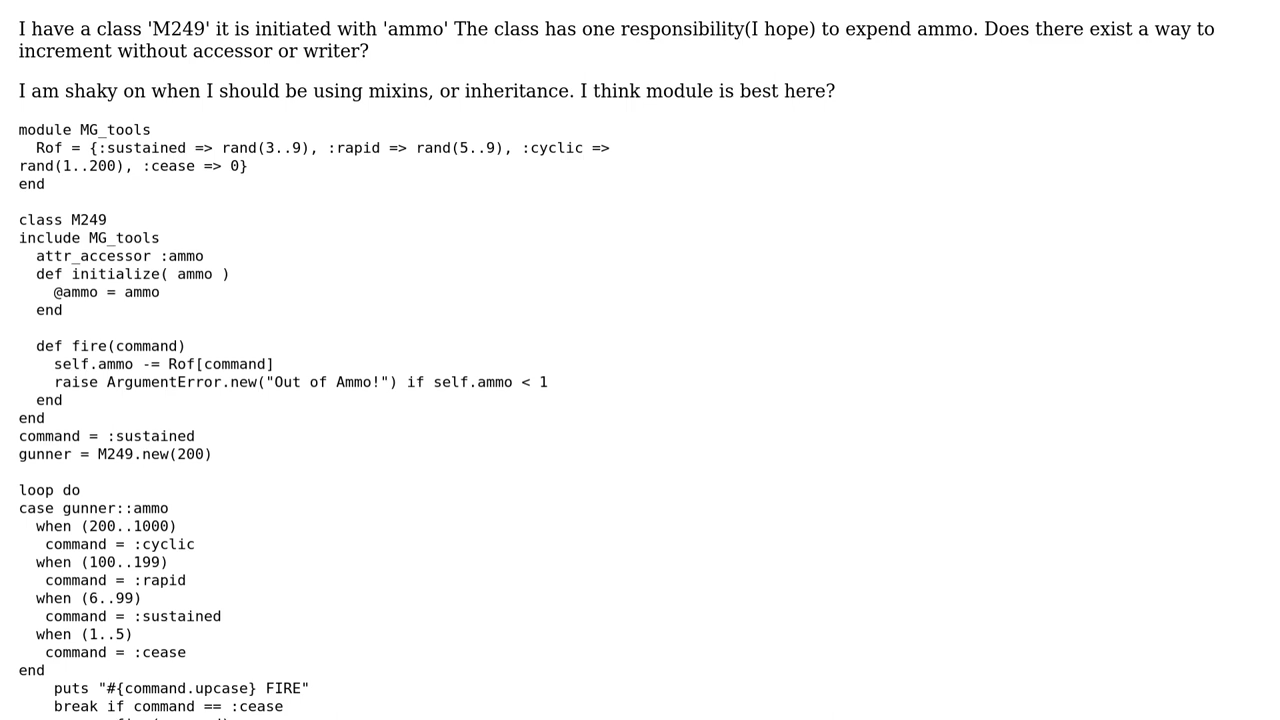 I have a class 'M249' it is initiated with 'ammo' The class has one responsibility(I hope) to expend ammo. Does there exist a way to
increment without accessor or writer?
I am shaky on when I should be using mixins, or inheritance. I think module is best here?
module MG_tools
  Rof = {:sustained => rand(3..9), :rapid => rand(5..9), :cyclic =>
rand(1..200), :cease => 0}
end
class M249
include MG_tools
  attr_accessor :ammo
  def initialize( ammo )
    @ammo = ammo
  end
  def fire(command)
    self.ammo -= Rof[command]
    raise ArgumentError.new("Out of Ammo!") if self.ammo < 1
  end
end
command = :sustained
gunner = M249.new(200)
loop do
case gunner::ammo
  when (200..1000)
   command = :cyclic
  when (100..199)
   command = :rapid
  when (6..99)
   command = :sustained
  when (1..5)
   command = :cease
end
    puts "#{command.upcase} FIRE"
    break if command == :cease